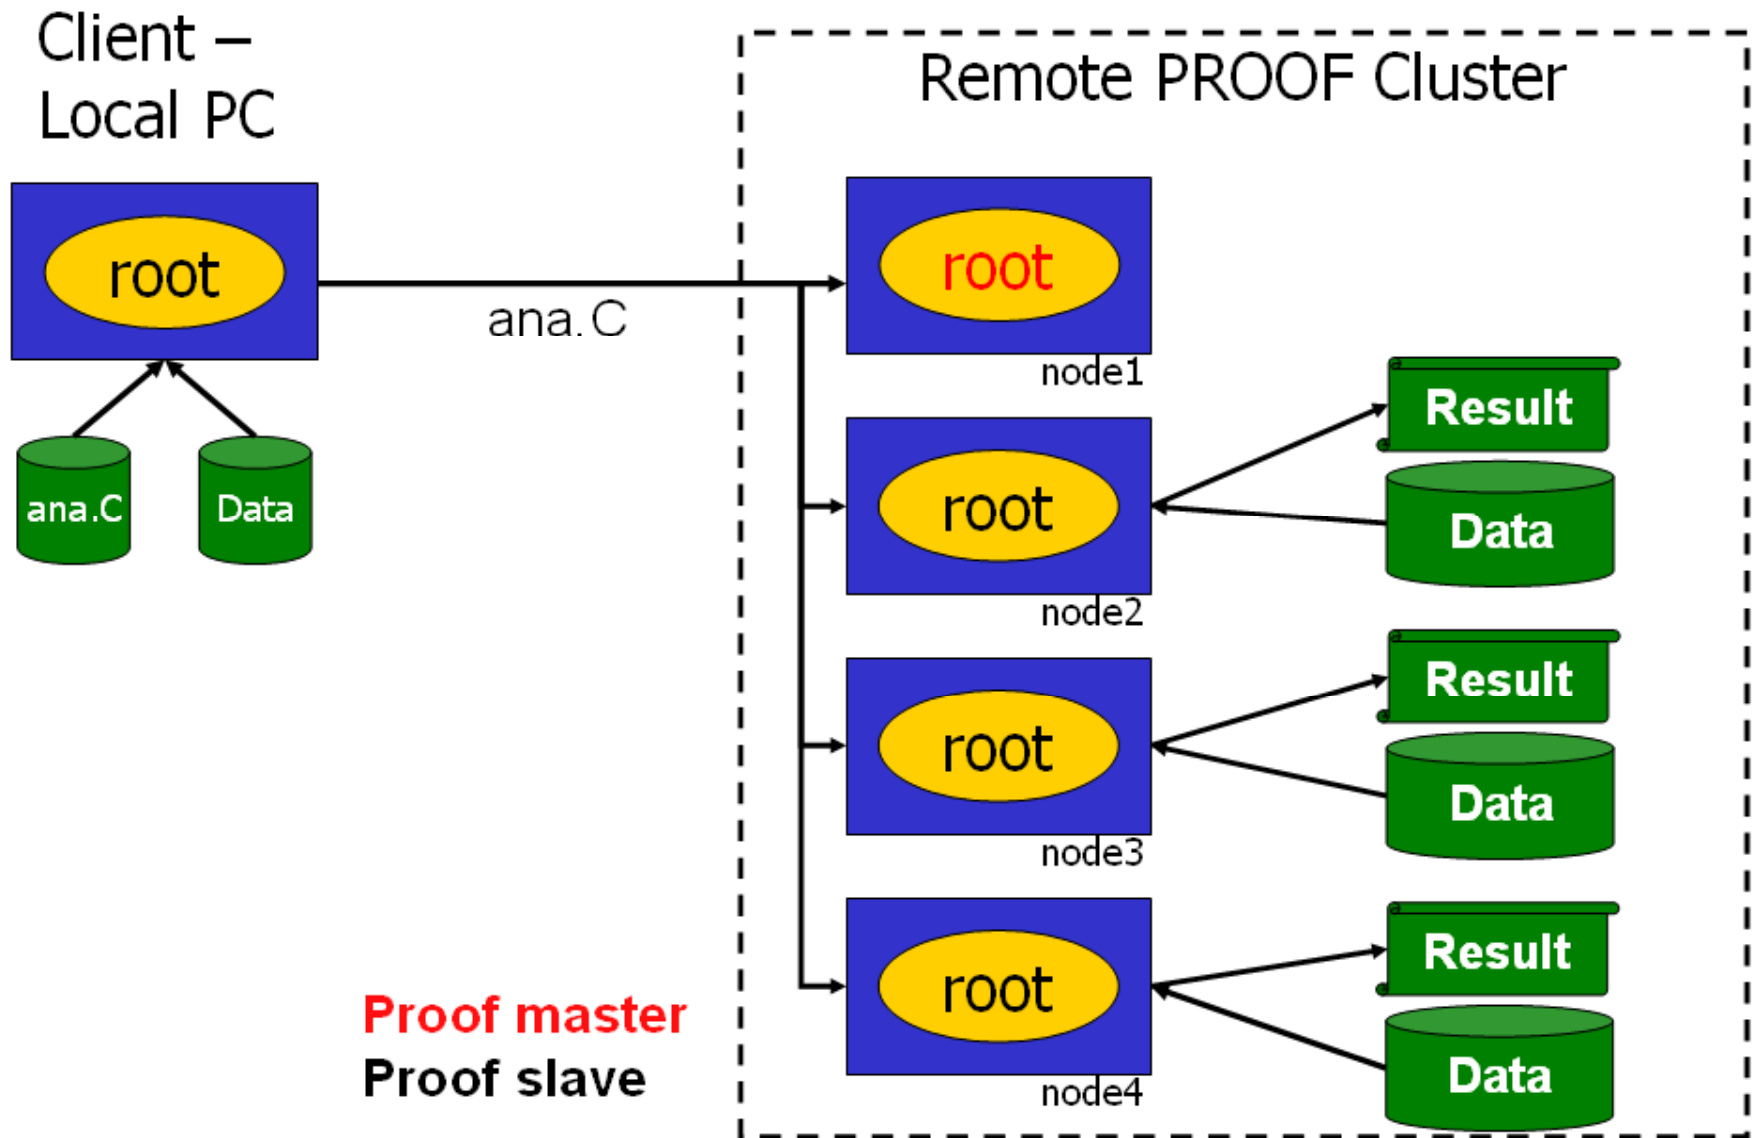 Client –
Local PC
Remote PROOF Cluster
root
root
ana.C
node1
ana.C
Data
Result
root
Data
node2
Result
root
Data
node3
Result
root
Data
node4
Proof master
Proof slave